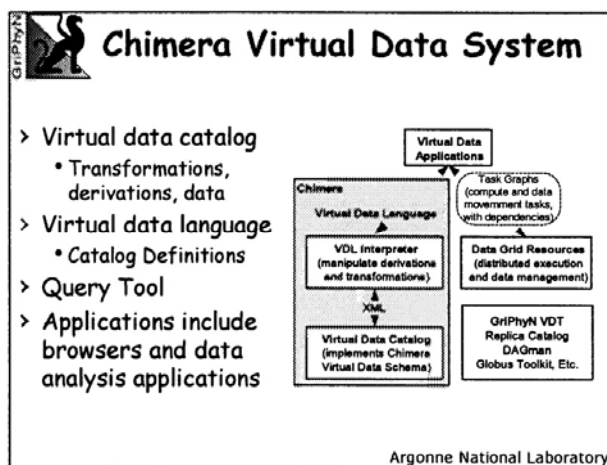 GriPhyN
Chimera Virtual Data System
> Virtual data catalog
• Transformations,
derivations, data
> Virtual data language
• Catalog Definitions
> Query Tool
> Applications include
browsers and data
analysis applications
Virtual Data
Applications
Chimera
Virtual Data Language
VDL Interpreter
(manipulate derivations
and transformations)
XML
Virtual Data Catalog
(implements Chimera
Virtual Data Schema)
Task Graphs
(compute and data
movement tasks,
with dependencies)
Data Grid Resources
(distributed execution
and data management)
GriPhyN VDT
Replica Catalog
DAGman
Globus Toolkit, Etc.
Argonne National Laboratory